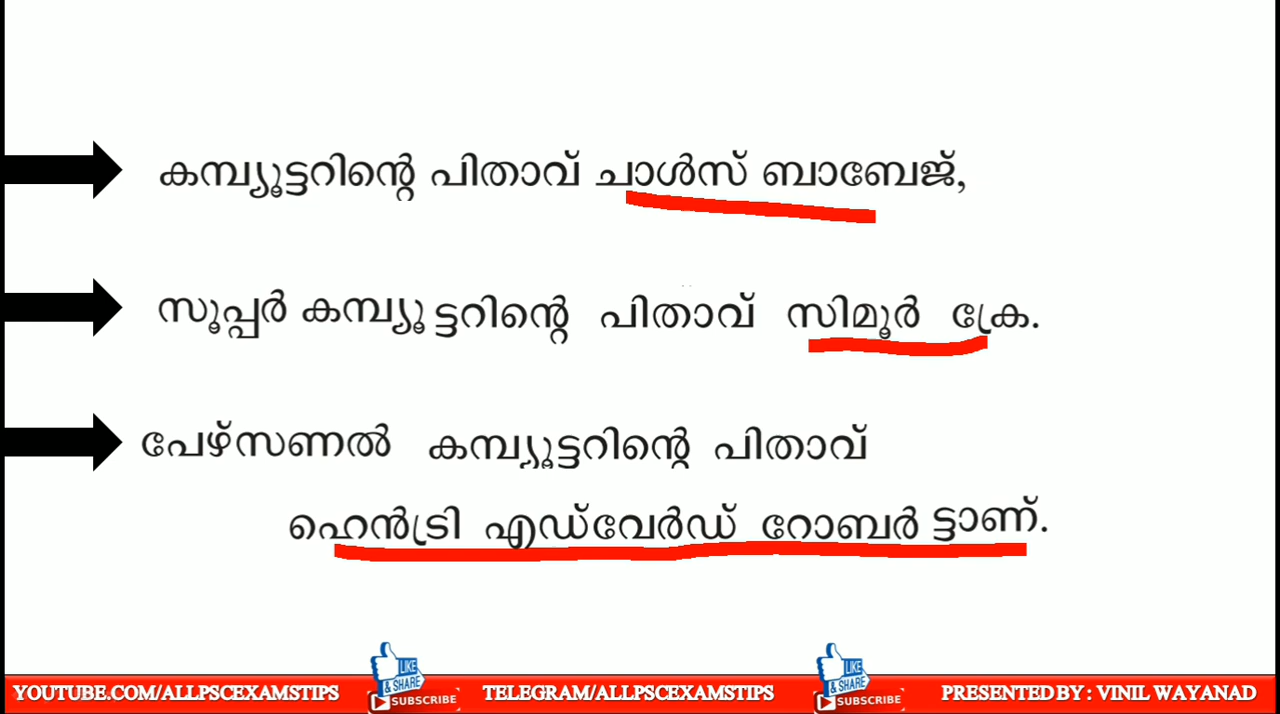 കമ്പ്യൂട്ടറിന്റെ പിതാവ് ചാൾസ് ബാബേജ്,
സൂപ്പർ കമ്പ്യൂട്ടറിന്റെ പിതാവ് സിമൂർ ക്രേ.
പേഴ്സണൽ കമ്പ്യൂട്ടറിന്റെ പിതാവ്
ഹെൻട്രി എഡ്വേർഡ് റോബർട്ടാണ്.
LIKE & SHARE
SUBSCRIBE
LIKE & SHARE
SUBSCRIBE
YOUTUBE.COM/ALLPSCEXAMSTIPS TELEGRAM/ALLPSCEXAMSTIPS PRESENTED BY : VINIL WAYANAD